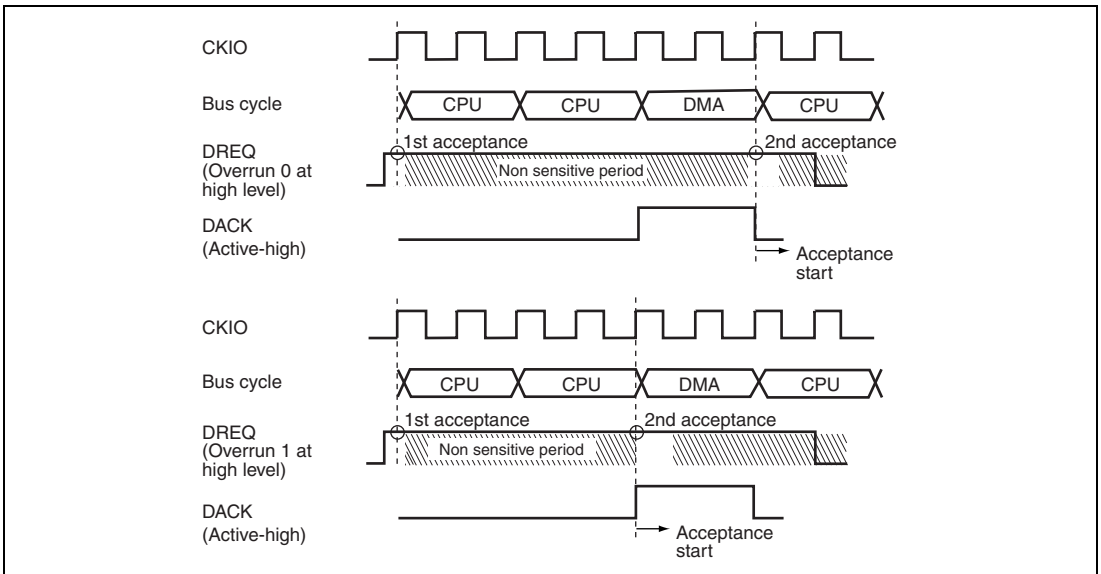 CKIO
Bus cycle
CPU CPU DMA CPU
DREQ
(Overrun 0 at
high level)
1st acceptance
2nd acceptance
Non sensitive period
DACK
(Active-high)
Acceptance
start
CKIO
Bus cycle
CPU CPU DMA CPU
DREQ
(Overrun 1 at
high level)
1st acceptance
2nd acceptance
Non sensitive period
DACK
(Active-high)
Acceptance
start